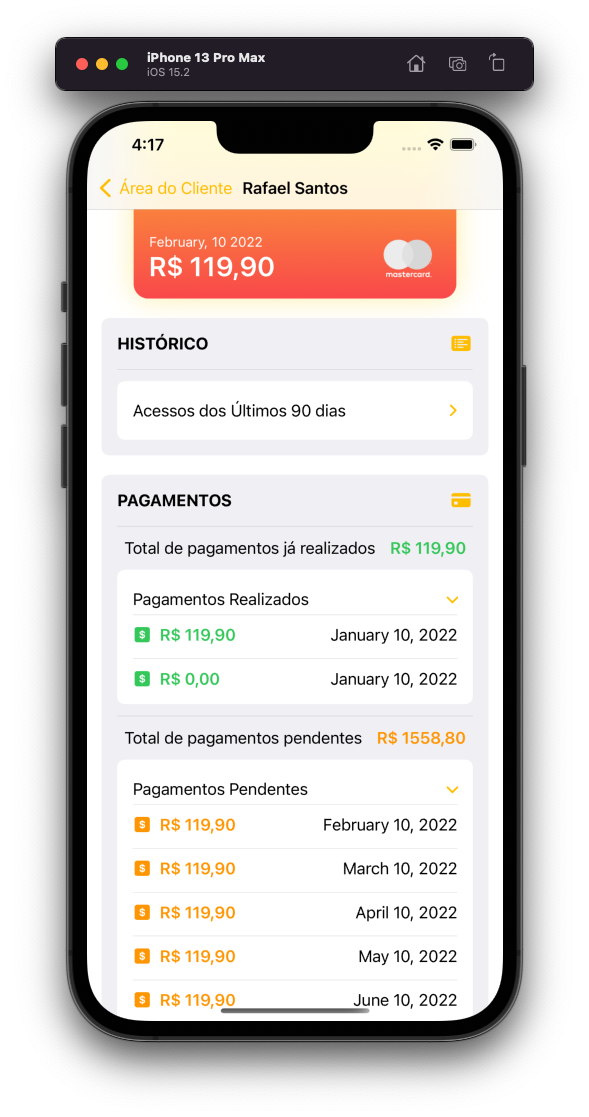 iPhone 13 Pro Max
iOS 15.2
4:17
Área do Cliente Rafael Santos
February, 10 2022
R$ 119,90
mastercard.
HISTÓRICO
Acessos dos Últimos 90 dias
PAGAMENTOS
Total de pagamentos já realizados R$ 119,90
Pagamentos Realizados
$ R$ 119,90 January 10, 2022
$ R$ 0,00 January 10, 2022
Total de pagamentos pendentes R$ 1558,80
Pagamentos Pendentes
$ R$ 119,90 February 10, 2022
$ R$ 119,90 March 10, 2022
$ R$ 119,90 April 10, 2022
$ R$ 119,90 May 10, 2022
$ R$ 119,90 June 10, 2022